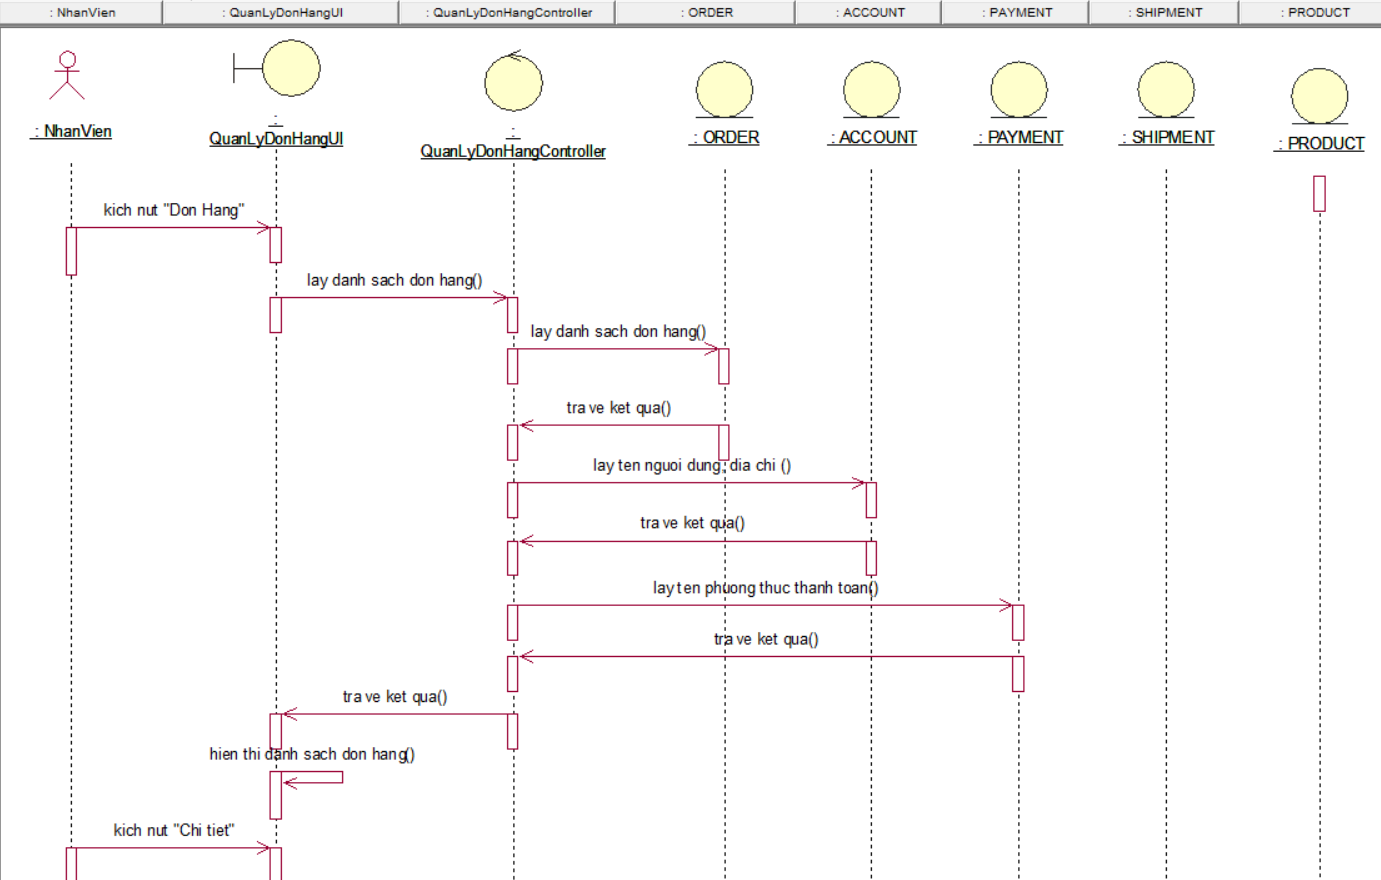 : NhanVien
: QuanLyDonHangUI
: QuanLyDonHangController
: ORDER
: ACCOUNT
: PAYMENT
: SHIPMENT
: PRODUCT
: NhanVien
:
QuanLyDonHangUI
:
QuanLyDonHangController
: ORDER
: ACCOUNT
: PAYMENT
: SHIPMENT
: PRODUCT
kich nut "Don Hang"
lay danh sach don hang()
lay danh sach don hang()
tra ve ket qua()
lay ten nguoi dung, dia chi ()
tra ve ket qua()
lay ten phuong thuc thanh toan()
tra ve ket qua()
tra ve ket qua()
hien thi danh sach don hang()
kich nut "Chi tiet"